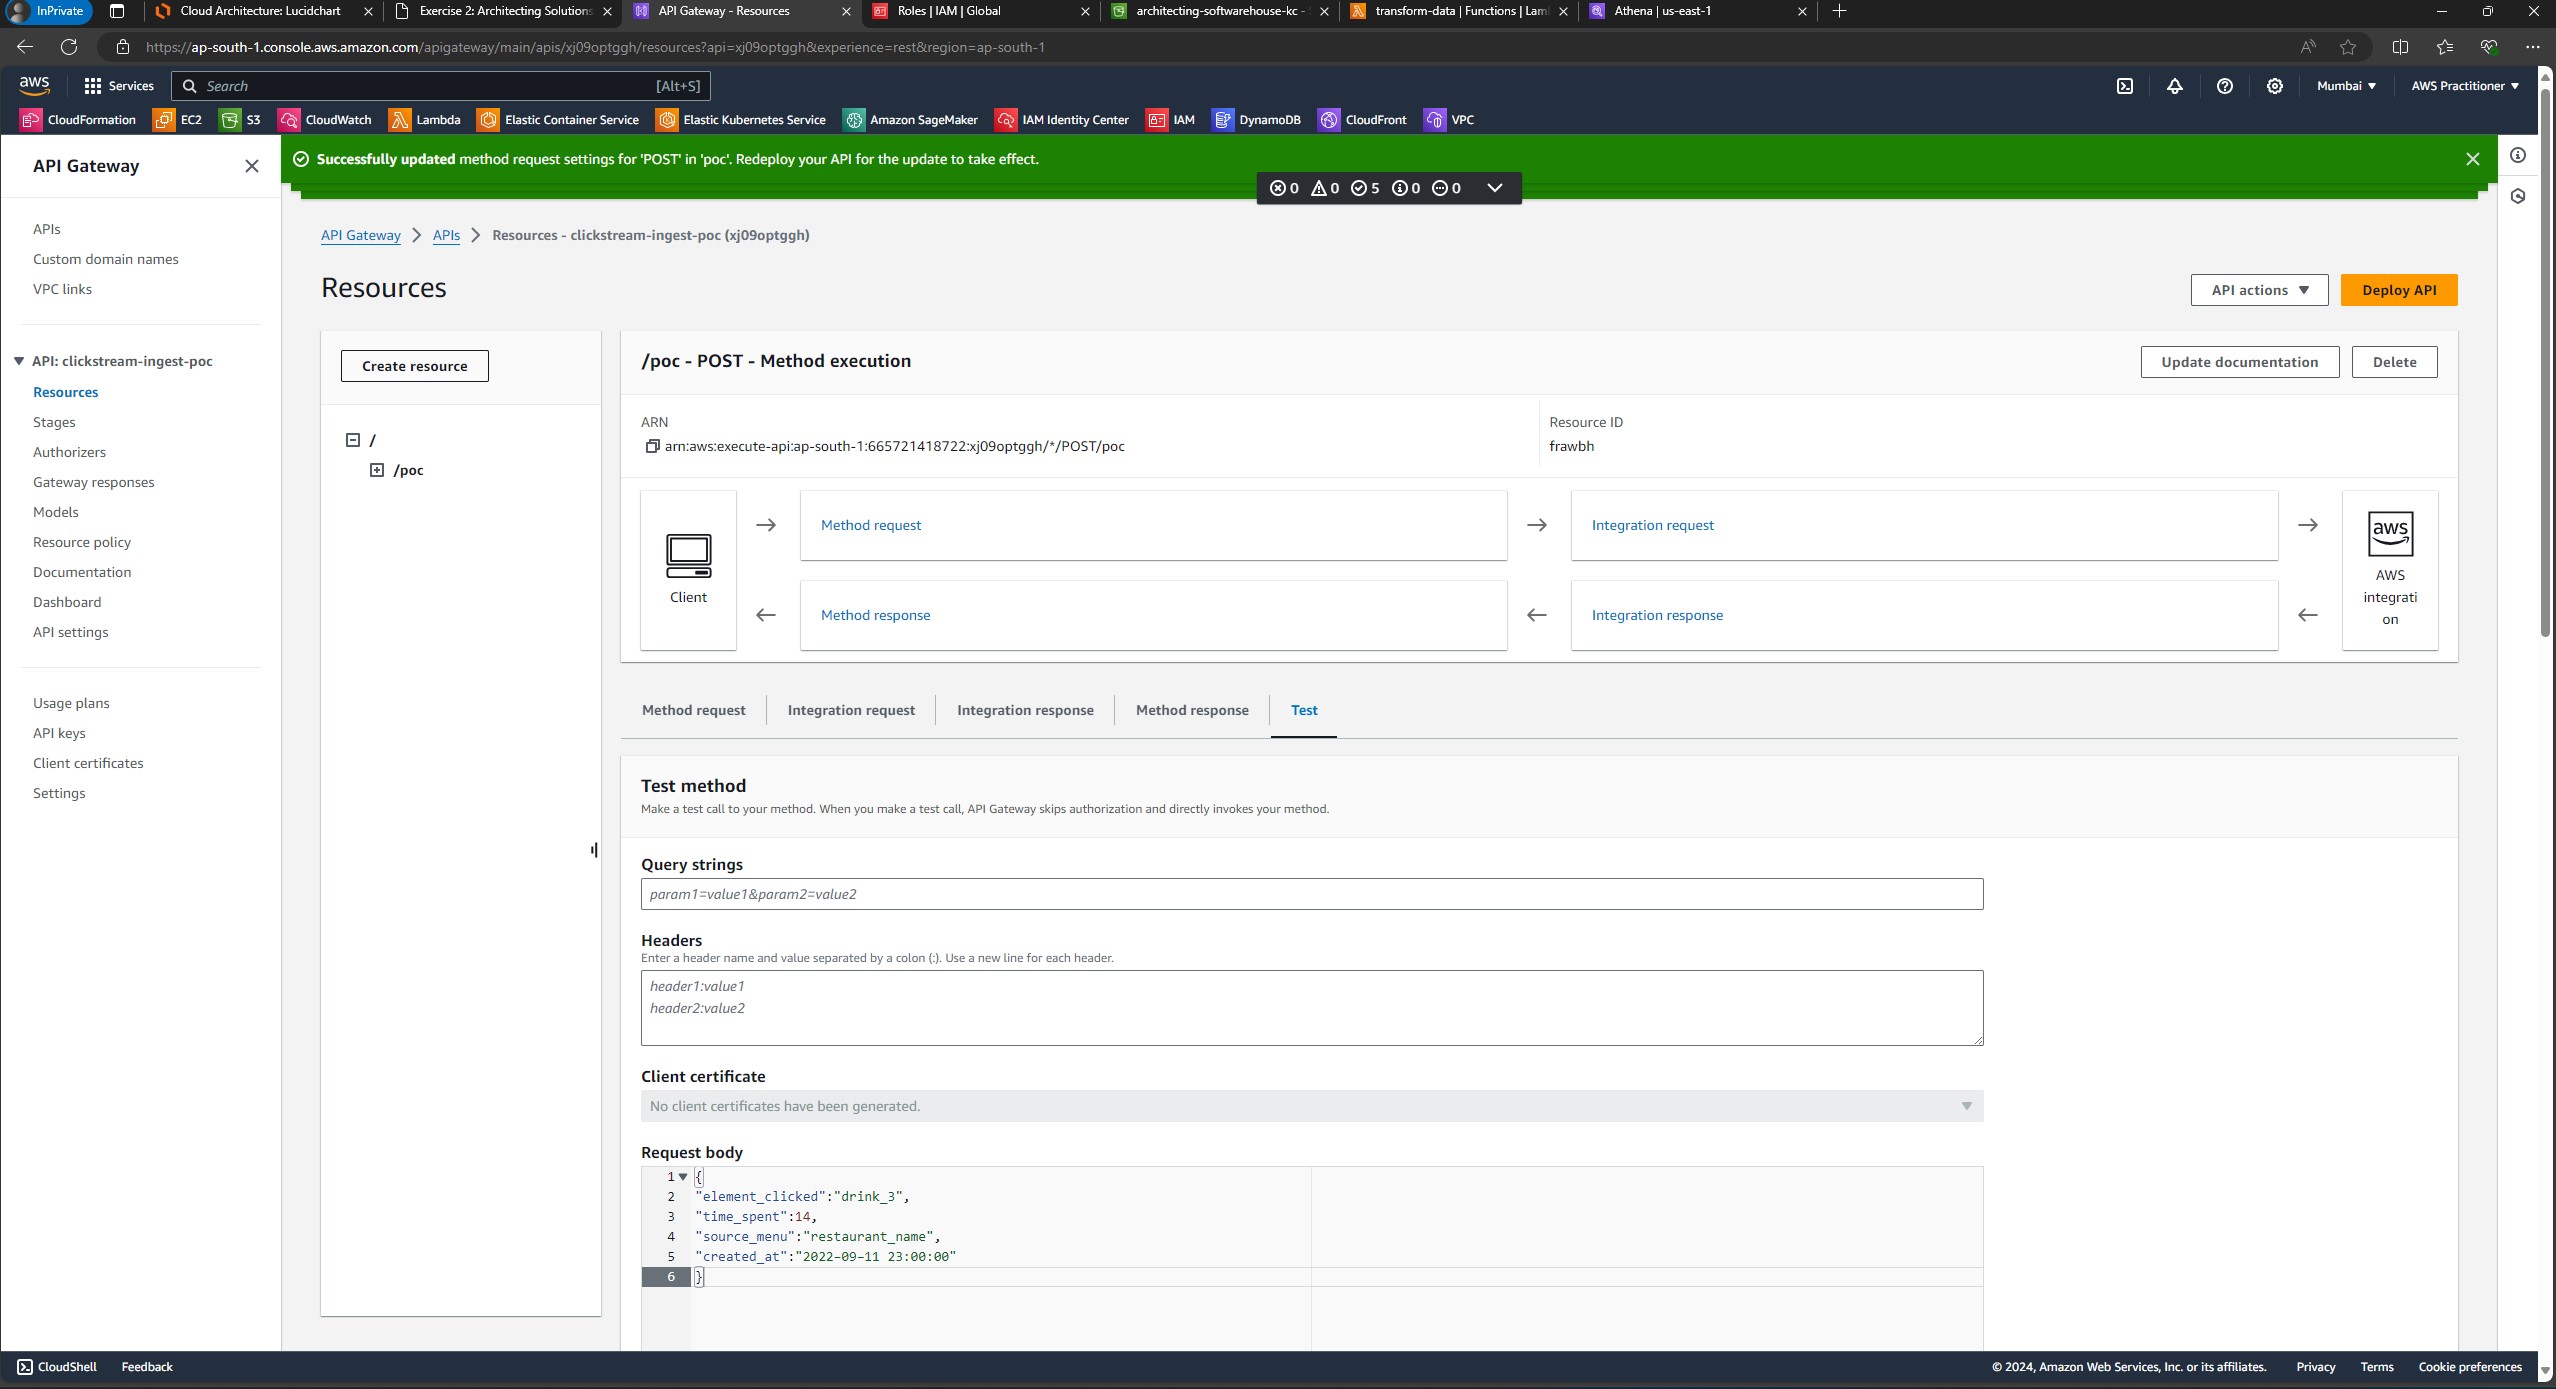 InPrivate
Cloud Architecture: Lucidchart
Exercise 2: Architecting Solutions
API Gateway - Resources
Roles | IAM | Global
architecting-softwarehouse-kc -
transform-data | Functions | Lam
Athena | us-east-1
https://ap-south-1.console.aws.amazon.com/apigateway/main/apis/xj09optggh/resources?api=xj09optggh&experience=rest&region=ap-south-1
aws
Services
Search
[Alt+S]
Mumbai
AWS Practitioner
CloudFormation
EC2
S3
CloudWatch
Lambda
Elastic Container Service
Elastic Kubernetes Service
Amazon SageMaker
IAM Identity Center
IAM
DynamoDB
CloudFront
VPC
API Gateway
APIs
Custom domain names
VPC links
API: clickstream-ingest-poc
Resources
Stages
Authorizers
Gateway responses
Models
Resource policy
Documentation
Dashboard
API settings
Usage plans
API keys
Client certificates
Settings
Successfully updated method request settings for 'POST' in 'poc'. Redeploy your API for the update to take effect.
0 0 5 0 0
API Gateway > APIs > Resources - clickstream-ingest-poc (xj09optggh)
Resources
API actions
Deploy API
Create resource
/
/poc
/poc - POST - Method execution
Update documentation
Delete
ARN
arn:aws:execute-api:ap-south-1:665721418722:xj09optggh/*/POST/poc
Resource ID
frawbh
Client
Method request
Integration request
Method response
Integration response
aws
AWS
integrati
on
Method request
Integration request
Integration response
Method response
Test
Test method
Make a test call to your method. When you make a test call, API Gateway skips authorization and directly invokes your method.
Query strings
param1=value1&param2=value2
Headers
Enter a header name and value separated by a colon (:). Use a new line for each header.
header1:value1
header2:value2
Client certificate
No client certificates have been generated.
Request body
1 {
2 "element_clicked":"drink_3",
3 "time_spent":14,
4 "source_menu":"restaurant_name",
5 "created_at":"2022-09-11 23:00:00"
6 }
CloudShell
Feedback
© 2024, Amazon Web Services, Inc. or its affiliates.
Privacy
Terms
Cookie preferences